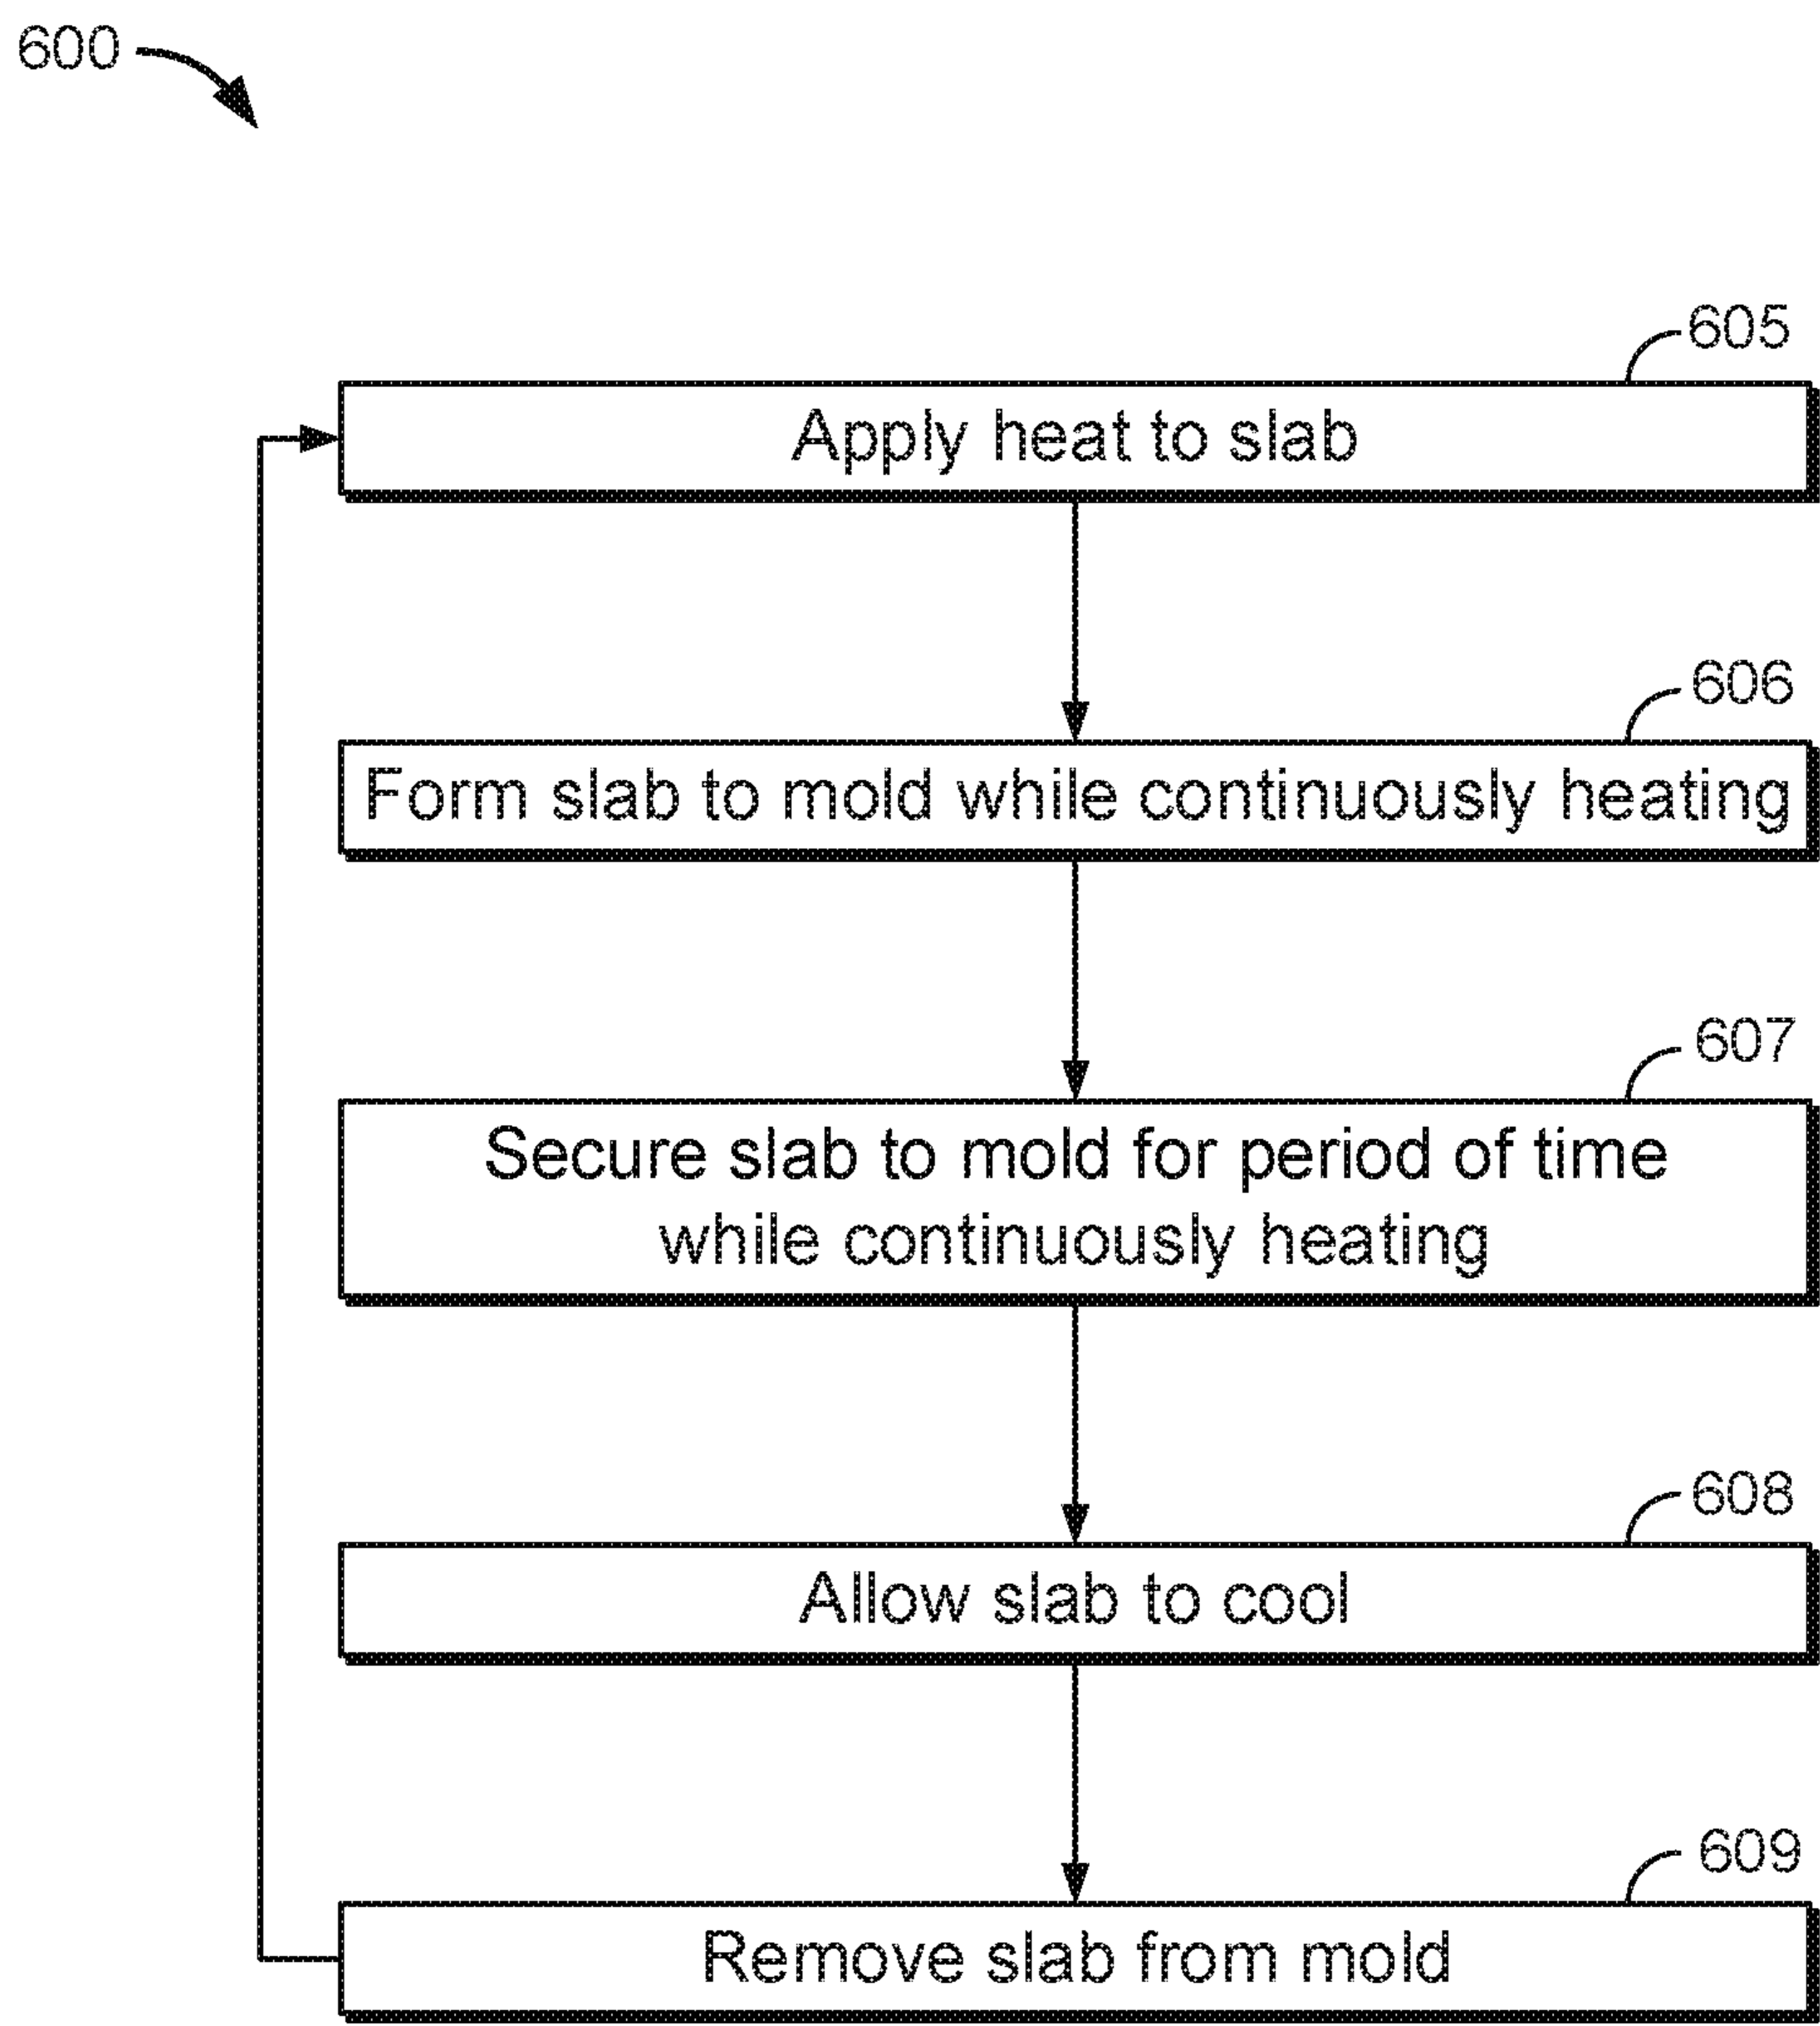 600
605
Apply heat to slab
606
Form slab to mold while continuously heating
607
Secure slab to mold for period of time
while continuously heating
608
Allow slab to cool
609
Remove slab from mold